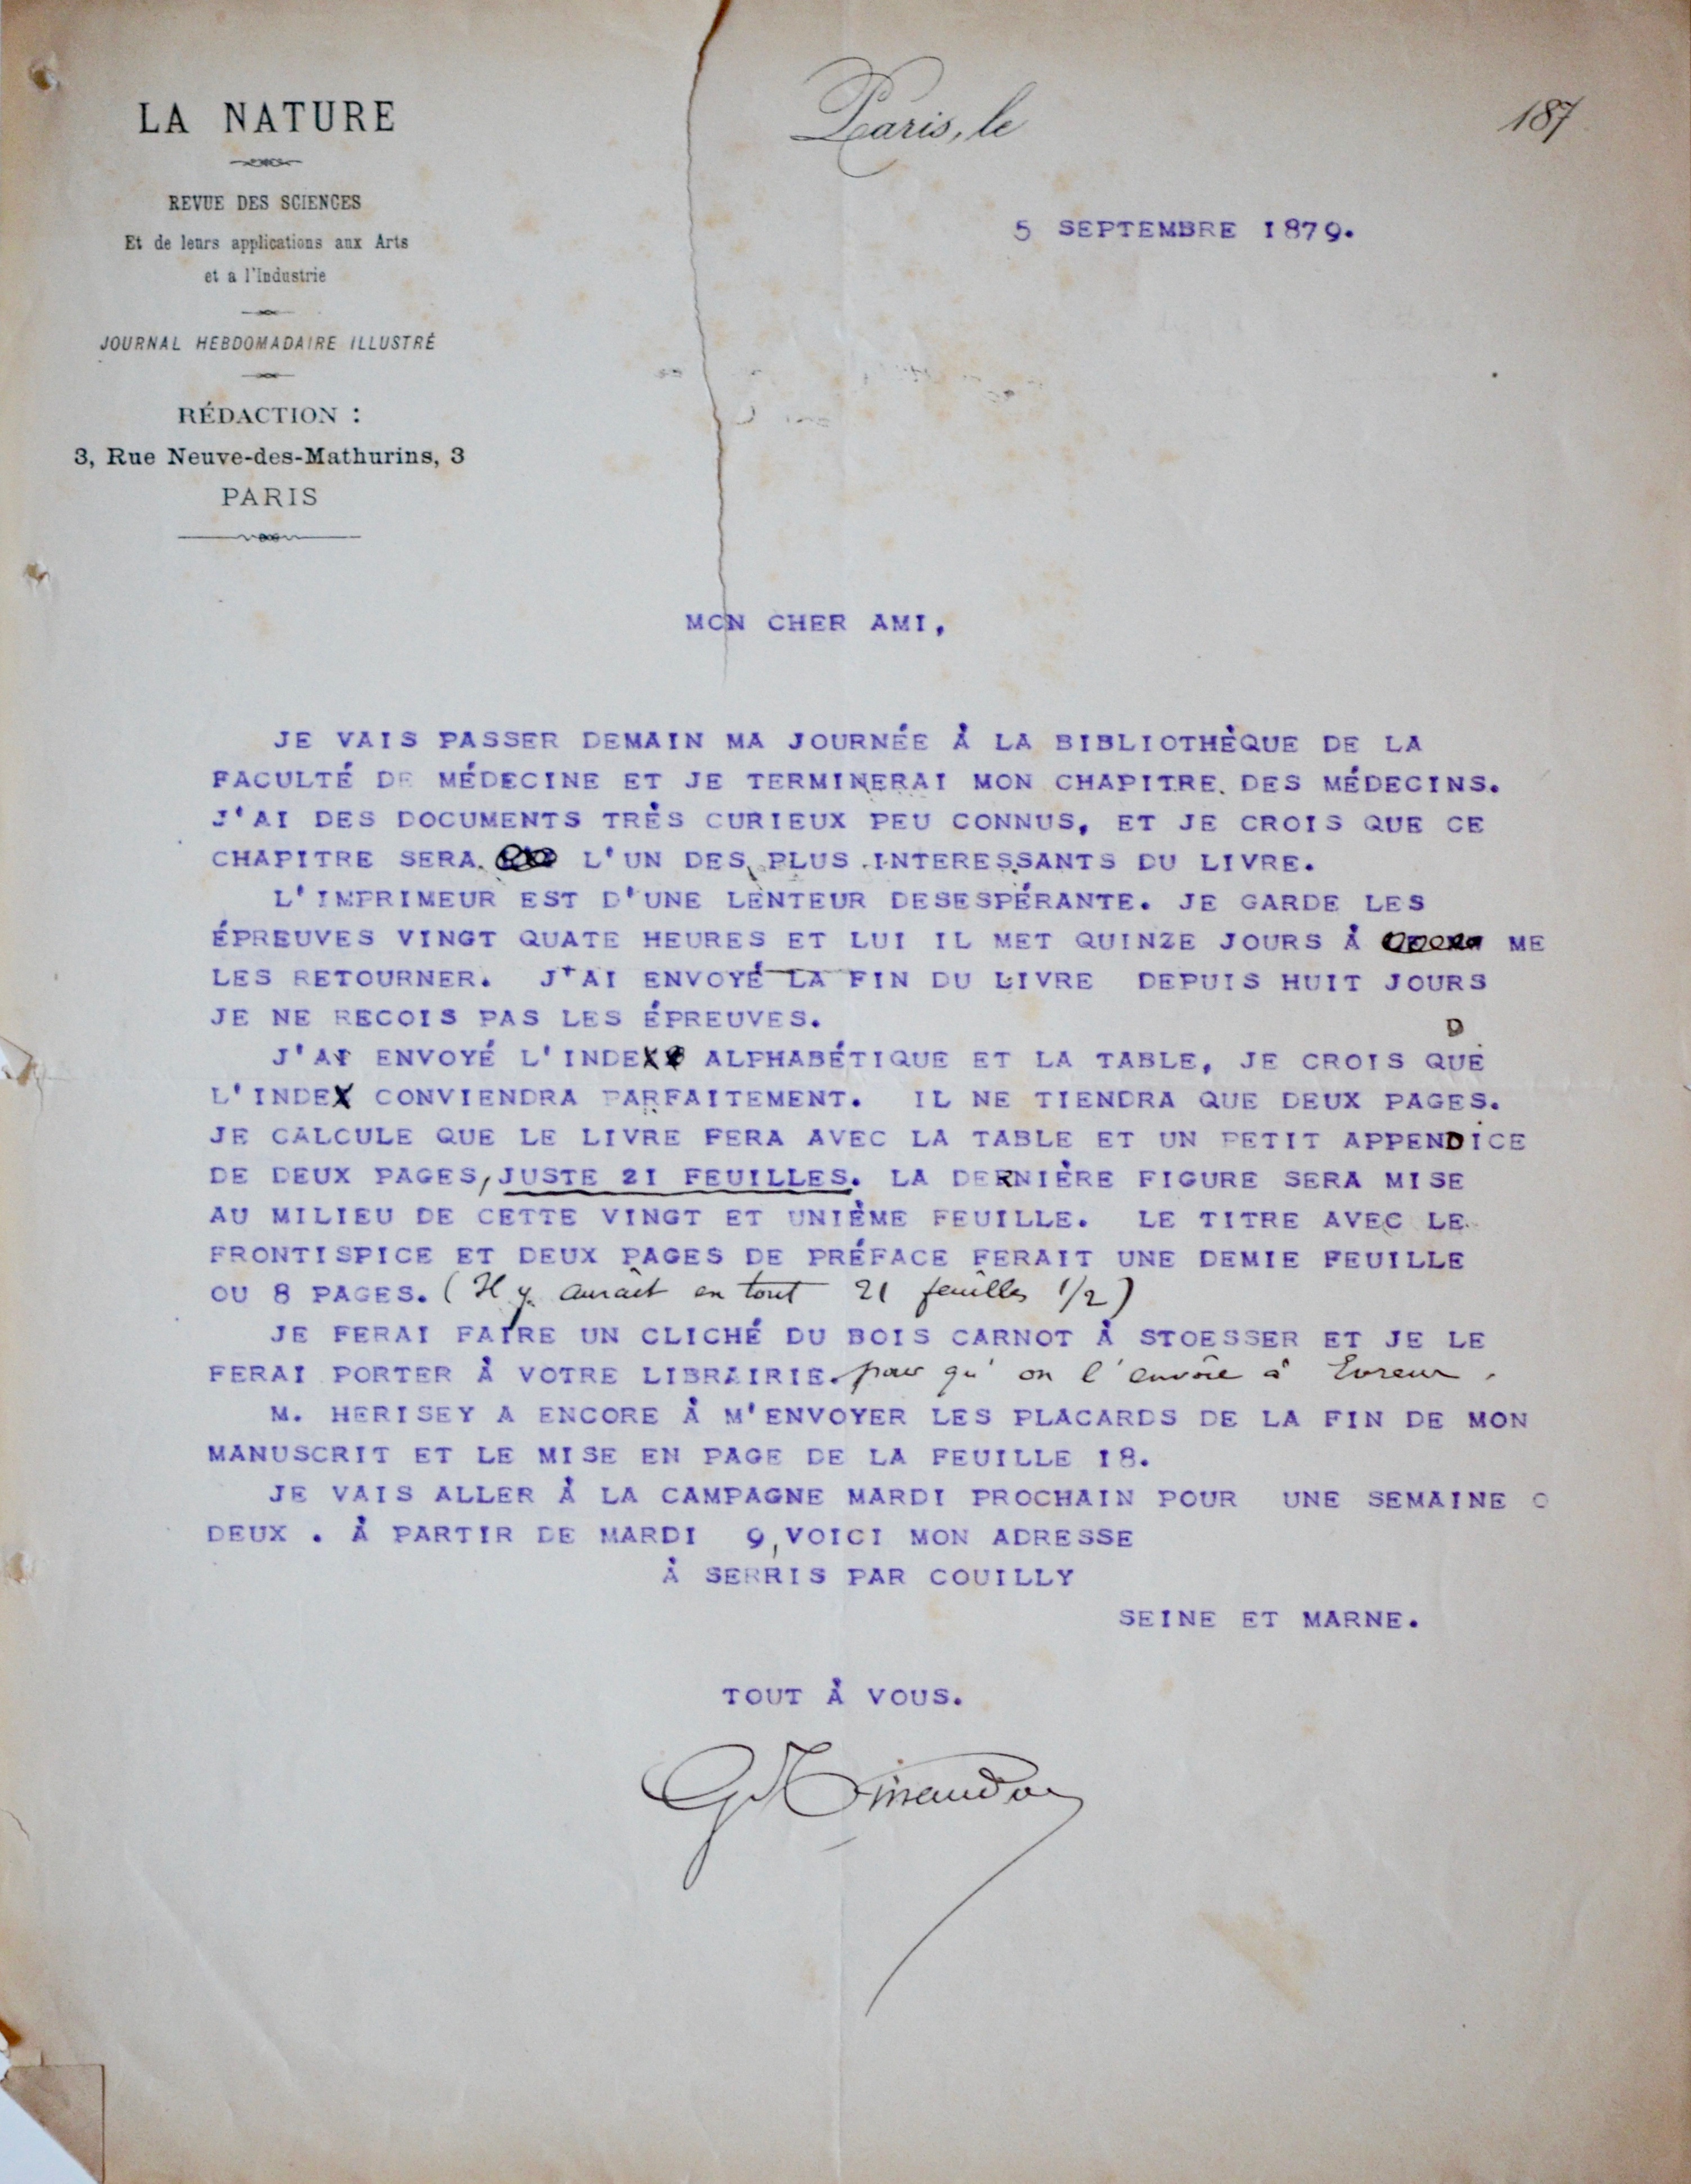 LA NATURE
REVUE DES SCIENCES
Et de leurs applications aux Arts
et a l'Industrie
JOURNAL HEBDOMADAIRE ILLUSTRÉ
RÉDACTION :
3, Rue Neuve-des-Mathurins, 3
PARIS
Paris, le 187
5 SEPTEMBRE 1879.
MON CHER AMI,
JE VAIS PASSER DEMAIN MA JOURNÉE À LA BIBLIOTHÈQUE DE LA
FACULTÉ DE MÉDECINE ET JE TERMINERAI MON CHAPITRE DES MÉDECINS.
J'AI DES DOCUMENTS TRÈS CURIEUX PEU CONNUS, ET JE CROIS QUE CE
CHAPITRE SERA L'UN DES PLUS INTERESSANTS DU LIVRE.
L'IMPRIMEUR EST D'UNE LENTEUR DESESPÉRANTE. JE GARDE LES
ÉPREUVES VINGT QUATE HEURES ET LUI IL MET QUINZE JOURS À ME
LES RETOURNER. J'AI ENVOYÉ LA FIN DU LIVRE DEPUIS HUIT JOURS
JE NE RECOIS PAS LES ÉPREUVES.
J'AI ENVOYÉ L'INDEX ALPHABÉTIQUE ET LA TABLE, JE CROIS QUE
L'INDEX CONVIENDRA PARFAITEMENT. IL NE TIENDRA QUE DEUX PAGES.
JE CALCULE QUE LE LIVRE FERA AVEC LA TABLE ET UN PETIT APPENDICE
DE DEUX PAGES, JUSTE 21 FEUILLES. LA DERNIÈRE FIGURE SERA MISE
AU MILIEU DE CETTE VINGT ET UNIÈME FEUILLE. LE TITRE AVEC LE
FRONTISPICE ET DEUX PAGES DE PRÉFACE FERAIT UNE DEMIE FEUILLE
OU 8 PAGES. (Il y aurait en tout 21 feuilles 1/2)
JE FERAI FAIRE UN CLICHÉ DU BOIS CARNOT À STOESSER ET JE LE
FERAI PORTER À VOTRE LIBRAIRIE. pour qu'on l'envoie à Evreux.
M. HERISEY A ENCORE À M'ENVOYER LES PLACARDS DE LA FIN DE MON
MANUSCRIT ET LE MISE EN PAGE DE LA FEUILLE 18.
JE VAIS ALLER À LA CAMPAGNE MARDI PROCHAIN POUR UNE SEMAINE O
DEUX . À PARTIR DE MARDI 9, VOICI MON ADRESSE
À SERRIS PAR COUILLY
SEINE ET MARNE.
TOUT À VOUS.
G Tissandier